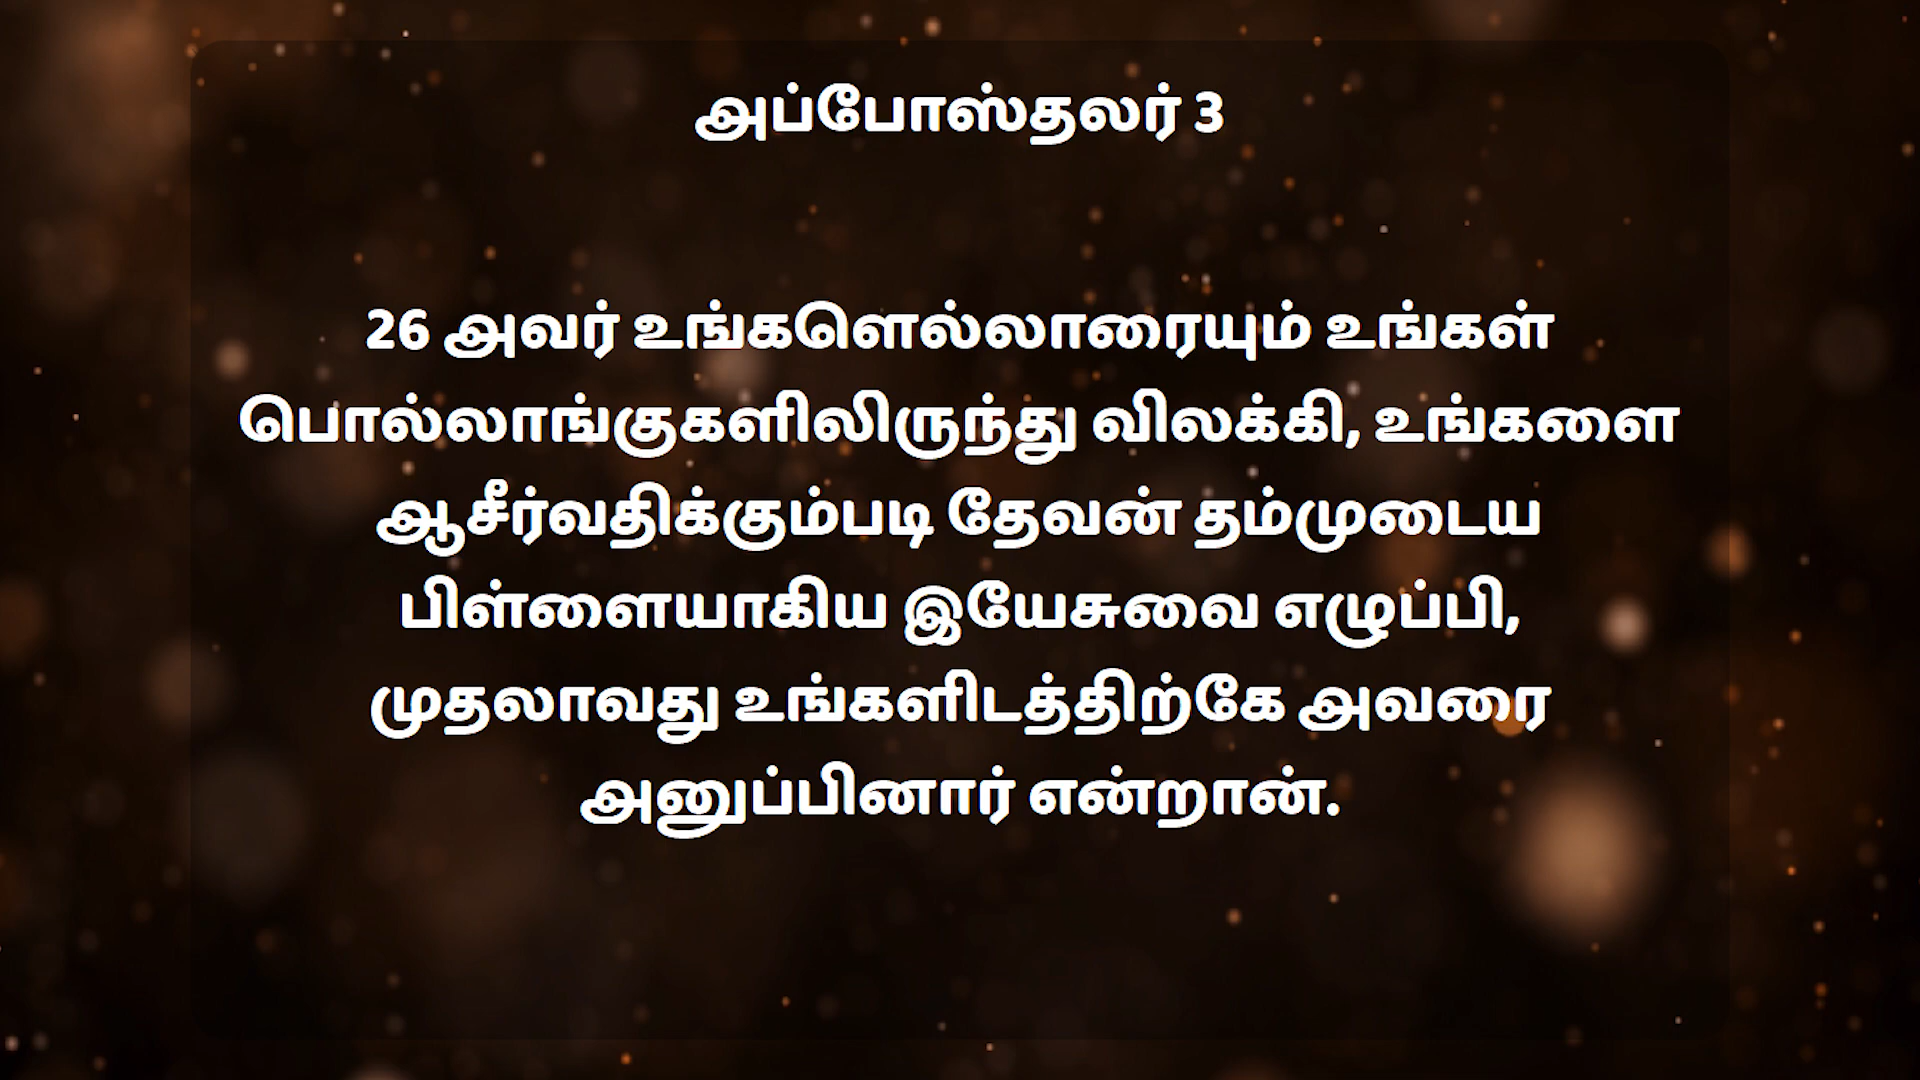 அப்போஸ்தலர் 3
26 அவர் உங்களெல்லாரையும் உங்கள்
பொல்லாங்குகளிலிருந்து விலக்கி, உங்களை
ஆசீர்வதிக்கும்படி தேவன் தம்முடைய
பிள்ளையாகிய இயேசுவை எழுப்பி,
முதலாவது உங்களிடத்திற்கே அவரை
அனுப்பினார் என்றான்.